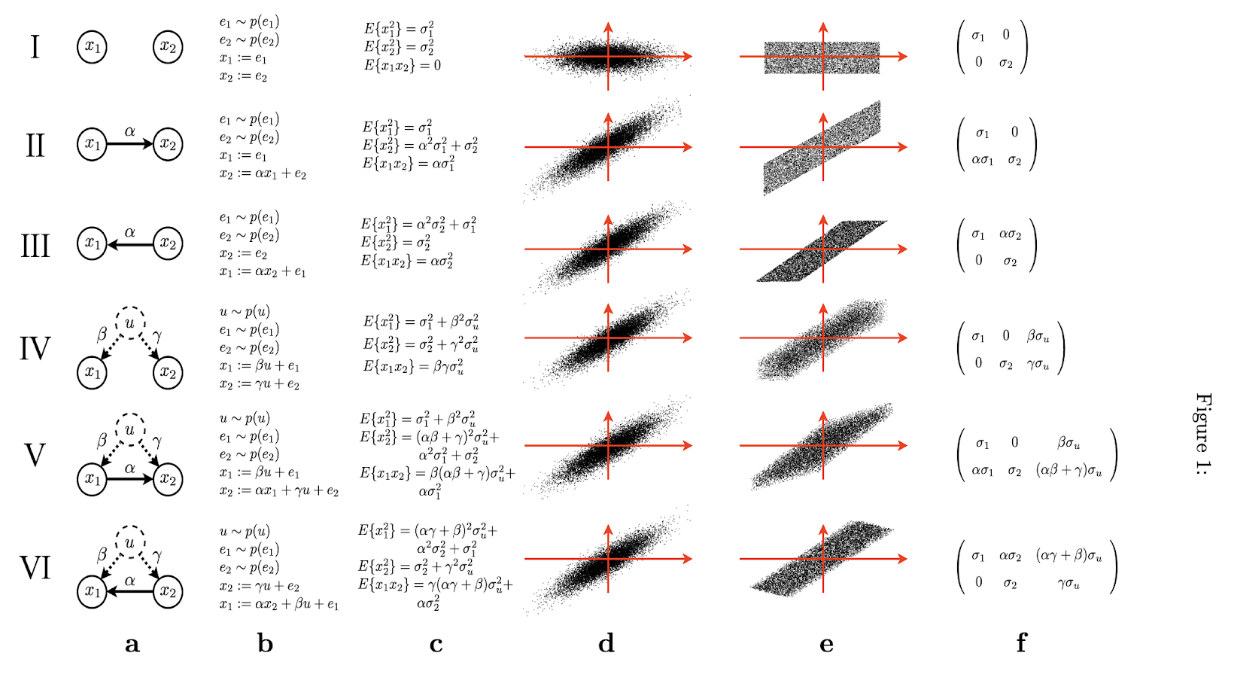 I
x₁
x₂
e₁ ∼ p(e₁)
e₂ ∼ p(e₂)
x₁ := e₁
x₂ := e₂
E{x₁²} = σ₁²
E{x₂²} = σ₂²
E{x₁x₂} = 0
σ₁ 0
0 σ₂
II
x₁
α
x₂
e₁ ∼ p(e₁)
e₂ ∼ p(e₂)
x₁ := e₁
x₂ := αx₁ + e₂
E{x₁²} = σ₁²
E{x₂²} = α²σ₁² + σ₂²
E{x₁x₂} = ασ₁²
σ₁ 0
ασ₁ σ₂
III
x₁
α
x₂
e₁ ∼ p(e₁)
e₂ ∼ p(e₂)
x₂ := e₂
x₁ := αx₂ + e₁
E{x₁²} = α²σ₂² + σ₁²
E{x₂²} = σ₂²
E{x₁x₂} = ασ₂²
σ₁ ασ₂
0 σ₂
IV
u
β
γ
x₁
x₂
u ∼ p(u)
e₁ ∼ p(e₁)
e₂ ∼ p(e₂)
x₁ := βu + e₁
x₂ := γu + e₂
E{x₁²} = σ₁² + β²σᵤ²
E{x₂²} = σ₂² + γ²σᵤ²
E{x₁x₂} = βγσᵤ²
σ₁ 0 βσᵤ
0 σ₂ γσᵤ
V
u
β
γ
x₁
α
x₂
u ∼ p(u)
e₁ ∼ p(e₁)
e₂ ∼ p(e₂)
x₁ := βu + e₁
x₂ := αx₁ + γu + e₂
E{x₁²} = σ₁² + β²σᵤ²
E{x₂²} = (αβ + γ)²σᵤ²+
α²σ₁² + σ₂²
E{x₁x₂} = β(αβ + γ)σᵤ²+
ασ₁²
σ₁ 0 βσᵤ
ασ₁ σ₂ (αβ + γ)σᵤ
VI
u
β
γ
x₁
α
x₂
u ∼ p(u)
e₁ ∼ p(e₁)
e₂ ∼ p(e₂)
x₂ := γu + e₂
x₁ := αx₂ + βu + e₁
E{x₁²} = (αγ + β)²σᵤ²+
α²σ₂² + σ₁²
E{x₂²} = σ₂² + γ²σᵤ²
E{x₁x₂} = γ(αγ + β)σᵤ²+
ασ₂²
σ₁ ασ₂ (αγ + β)σᵤ
0 σ₂ γσᵤ
a b c d e f
Figure 1: